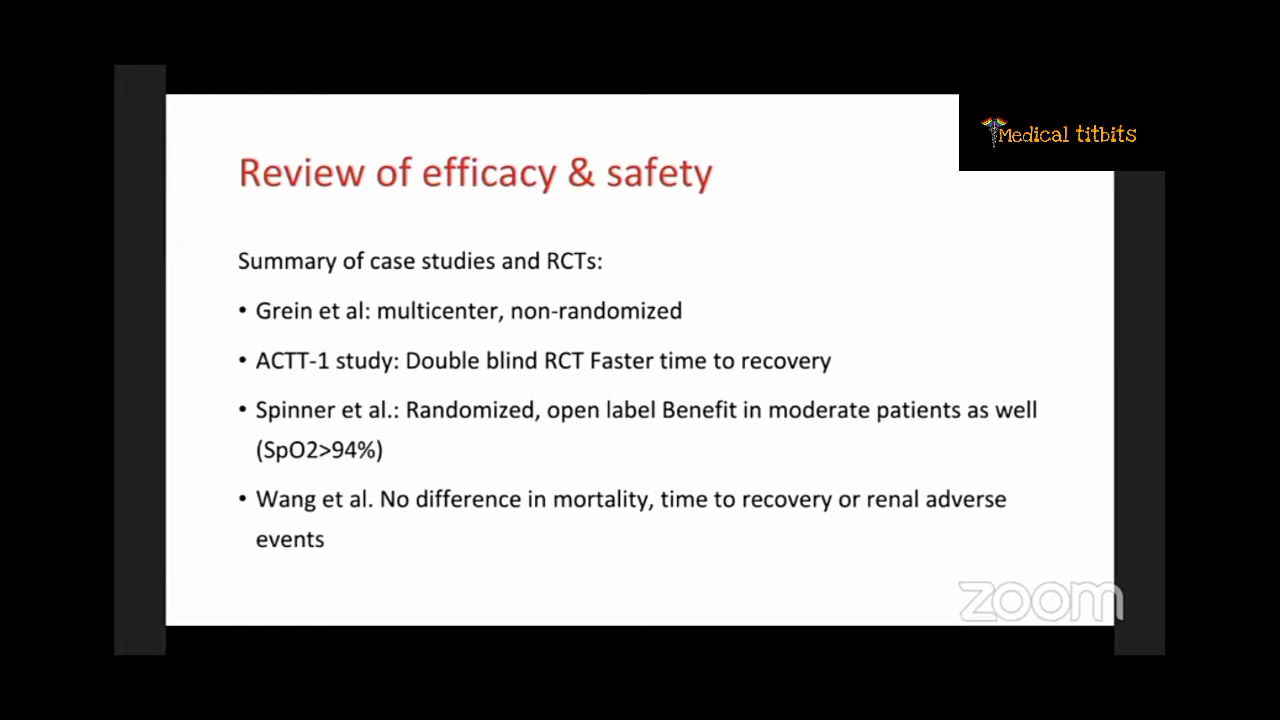 Medical titbits
Review of efficacy & safety
Summary of case studies and RCTs:
• Grein et al: multicenter, non-randomized
• ACTT-1 study: Double blind RCT Faster time to recovery
• Spinner et al.: Randomized, open label Benefit in moderate patients as well
(SpO2>94%)
• Wang et al. No difference in mortality, time to recovery or renal adverse
events
zoom